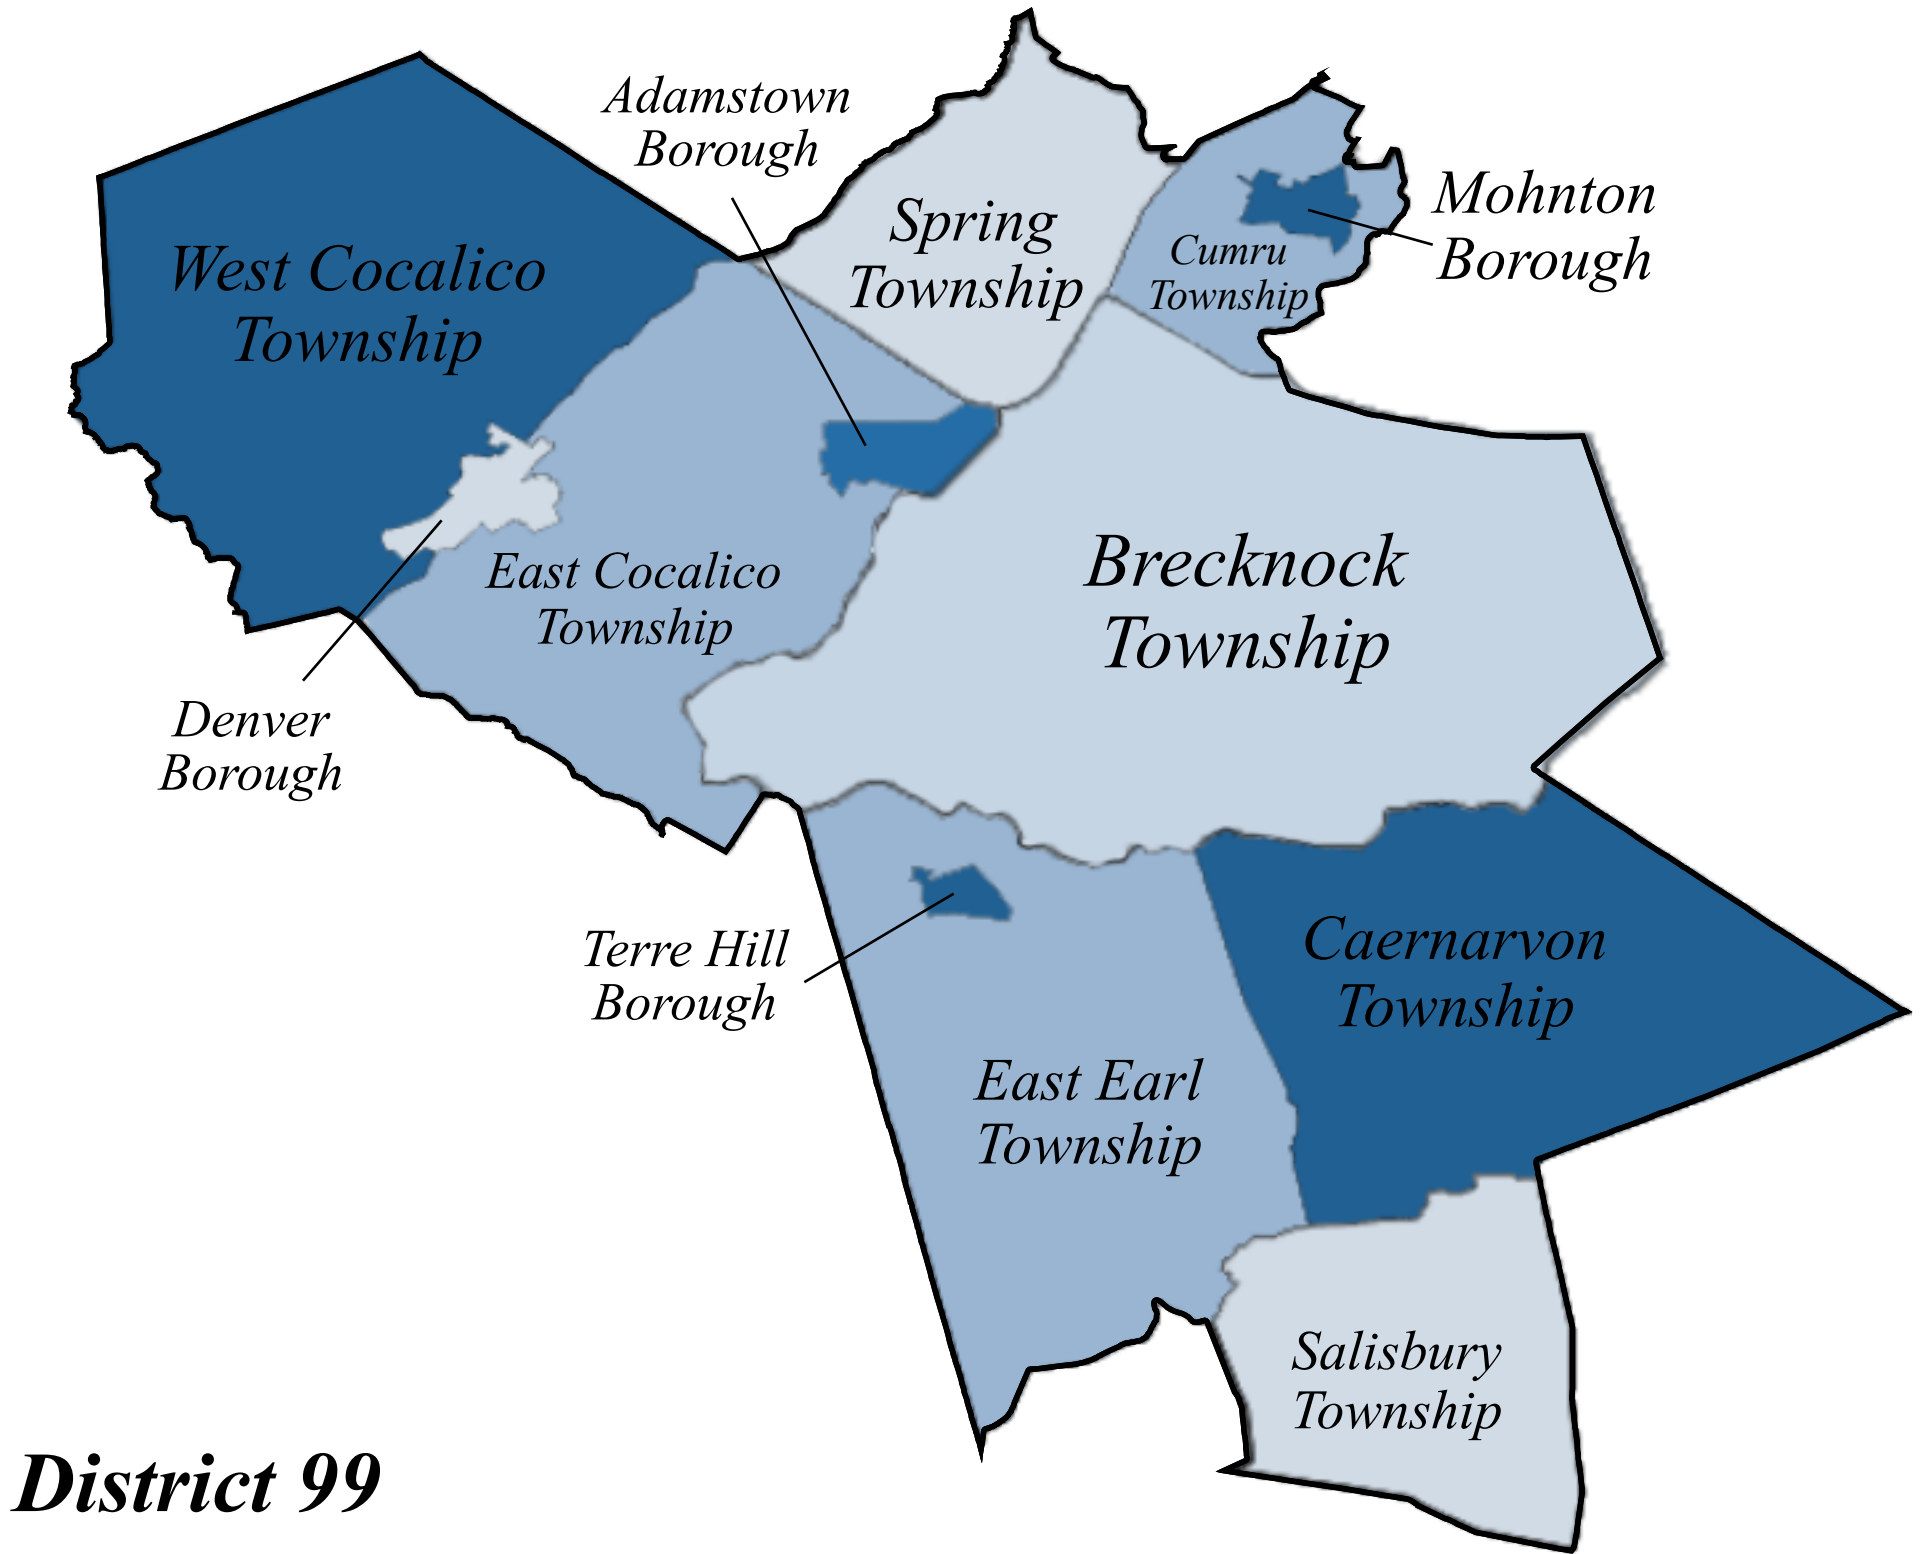 Adamstown
Borough
Spring
Township
Mohnton
Borough
Cumru
Township
West Cocalico
Township
East Cocalico
Township
Brecknock
Township
Denver
Borough
Terre Hill
Borough
Caernarvon
Township
East Earl
Township
Salisbury
Township
District 99